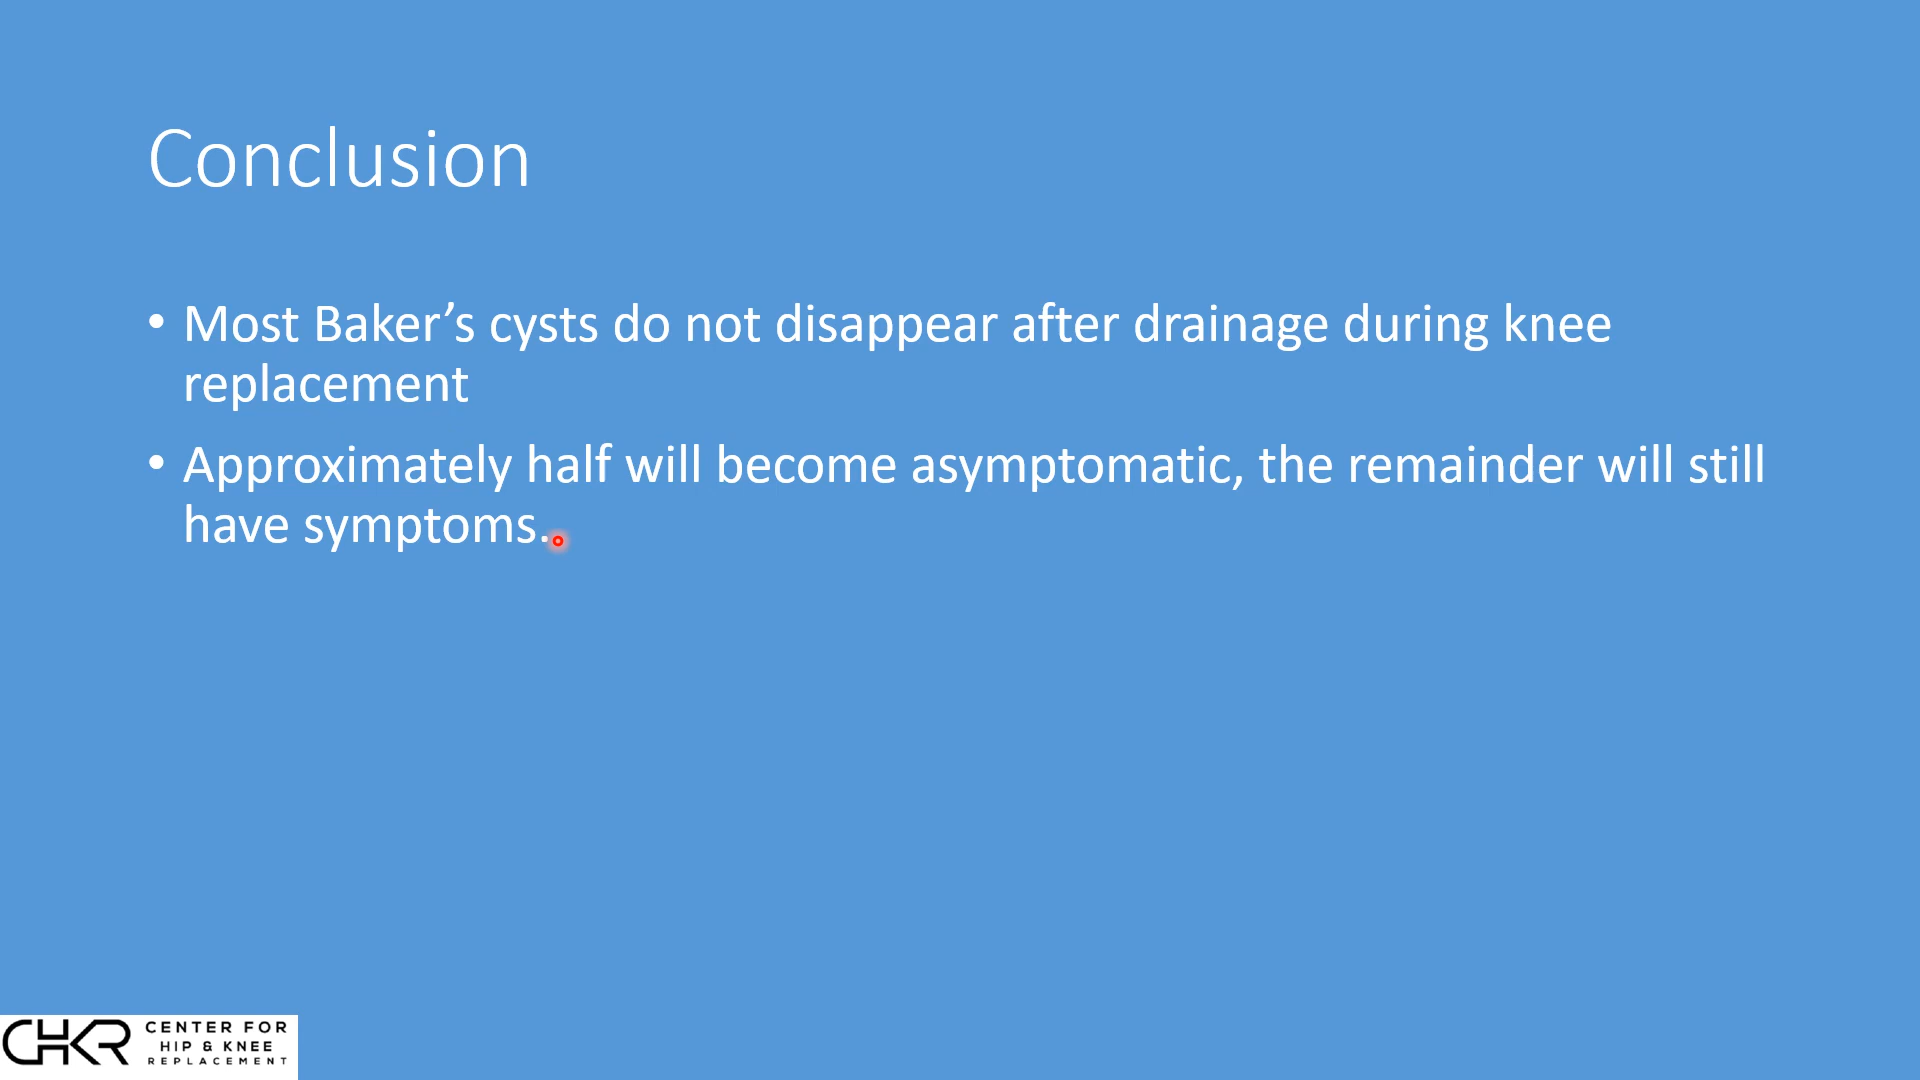 Conclusion
• Most Baker’s cysts do not disappear after drainage during knee
replacement
• Approximately half will become asymptomatic, the remainder will still
have symptoms.
CHKR
CENTER FOR
HIP & KNEE
REPLACEMENT